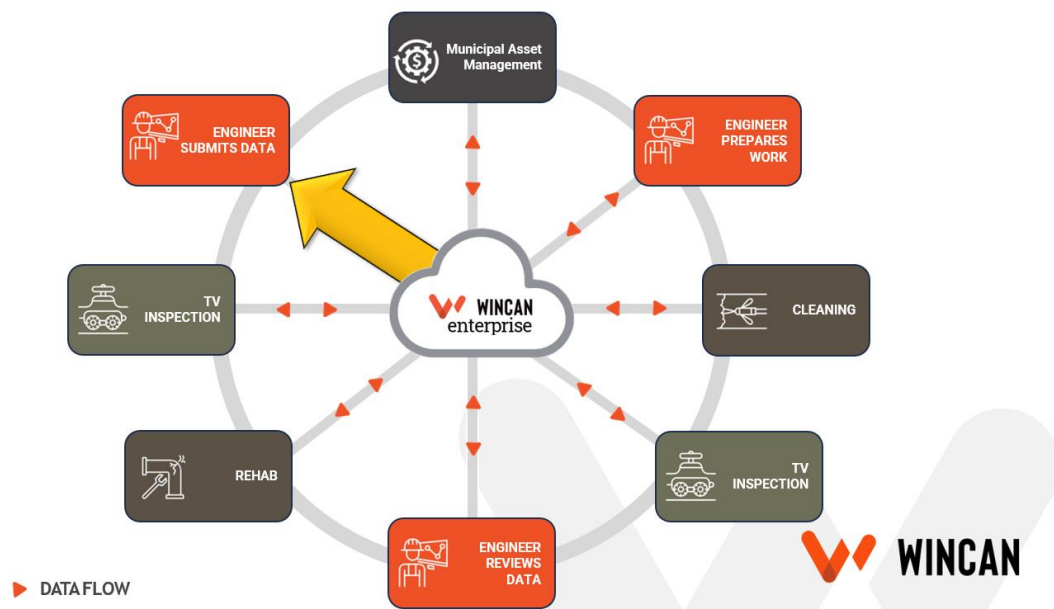 Municipal Asset
Management
ENGINEER
SUBMITS DATA
ENGINEER
PREPARES
WORK
TV
INSPECTION
WINCAN
enterprise
CLEANING
REHAB
TV
INSPECTION
ENGINEER
REVIEWS
DATA
WINCAN
DATA FLOW